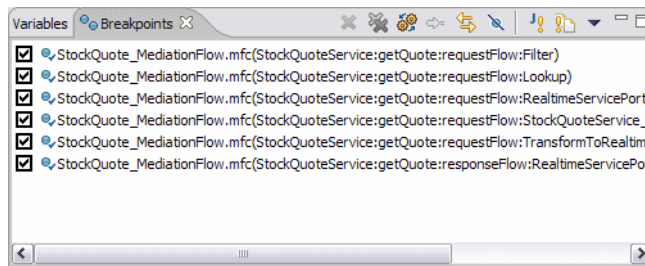 Variables Breakpoints
StockQuote_MediationFlow.mfc(StockQuoteService:getQuote:requestFlow:Filter)
StockQuote_MediationFlow.mfc(StockQuoteService:getQuote:requestFlow:Lookup)
StockQuote_MediationFlow.mfc(StockQuoteService:getQuote:requestFlow:RealtimeServicePort
StockQuote_MediationFlow.mfc(StockQuoteService:getQuote:requestFlow:StockQuoteService_
StockQuote_MediationFlow.mfc(StockQuoteService:getQuote:requestFlow:TransformToRealtim
StockQuote_MediationFlow.mfc(StockQuoteService:getQuote:responseFlow:RealtimeServicePo